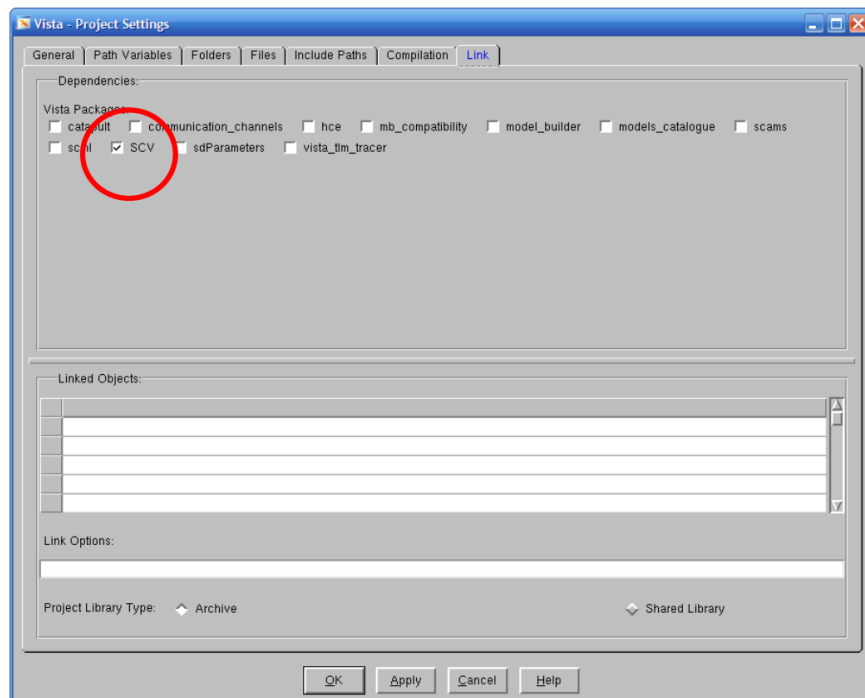 Vista - Project Settings
General Path Variables Folders Files Include Paths Compilation Link
Dependencies:
Vista Packages:
catapult communication_channels hce mb_compatibility model_builder models_catalogue scams
scml SCV sdParameters vista_tlm_tracer
Linked Objects:
Link Options:
Project Library Type: Archive Shared Library
OK Apply Cancel Help